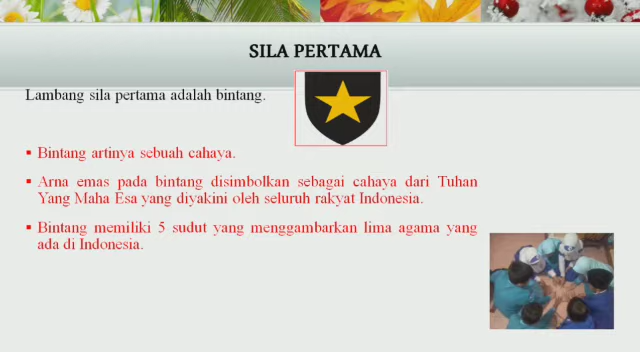 SILA PERTAMA
Lambang sila pertama adalah bintang.
Bintang artinya sebuah cahaya.
Arna emas pada bintang disimbolkan sebagai cahaya dari Tuhan
Yang Maha Esa yang diyakini oleh seluruh rakyat Indonesia.
Bintang memiliki 5 sudut yang menggambarkan lima agama yang
ada di Indonesia.